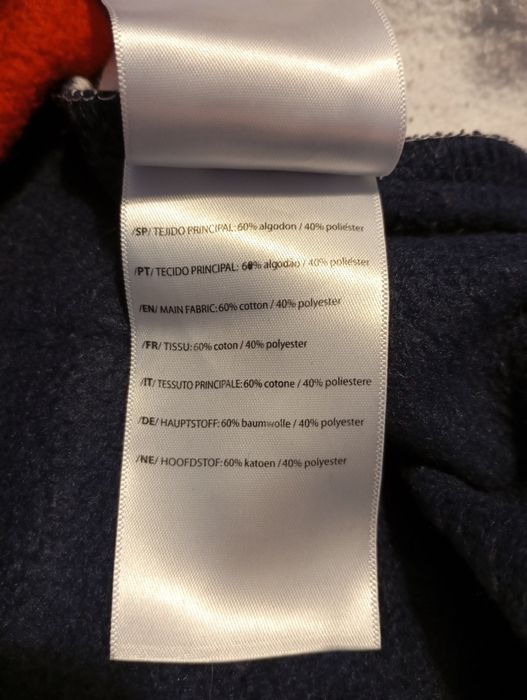 /SP/ TEJIDO PRINCIPAL: 60% algodon / 40% poliéster
/PT/ TECIDO PRINCIPAL: 60% algodão / 40% poliéster
/EN/ MAIN FABRIC: 60% cotton / 40% polyester
/FR/ TISSU: 60% coton / 40% polyester
/IT/ TESSUTO PRINCIPALE: 60% cotone / 40% poliestere
/DE/ HAUPTSTOFF: 60% baumwolle / 40% polyester
/NE/ HOOFDSTOF: 60% katoen / 40% polyester